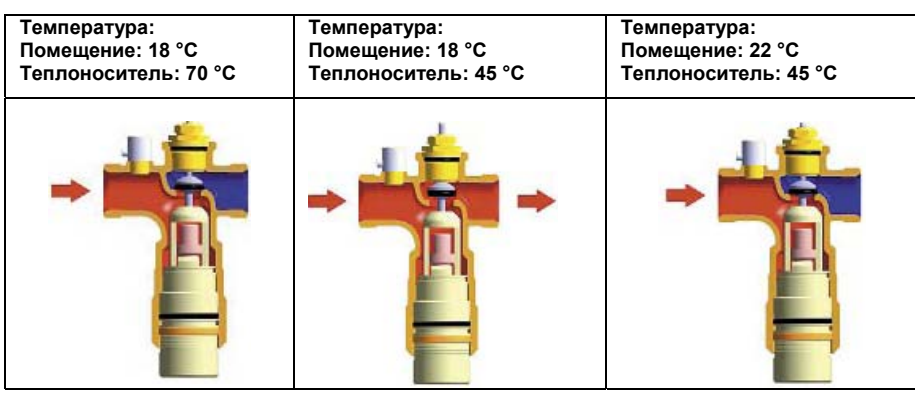 Температура:
Помещение: 18 °C
Теплоноситель: 70 °C
Температура:
Помещение: 18 °C
Теплоноситель: 45 °C
Температура:
Помещение: 22 °C
Теплоноситель: 45 °C